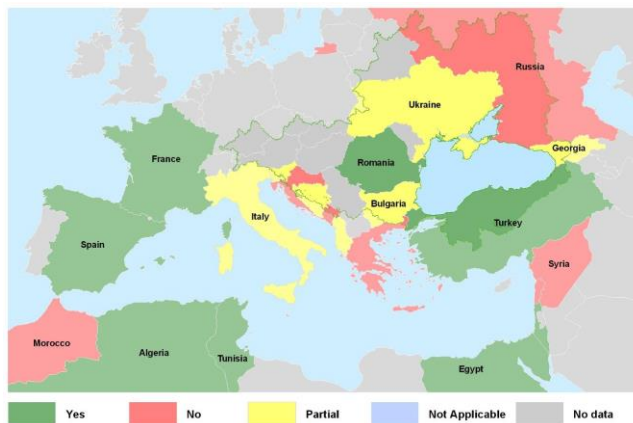 Russia
Ukraine
Georgia
France
Romania
Italy
Bulgaria
Turkey
Spain
Syria
Morocco
Algeria
Tunisia
Egypt
Yes
No
Partial
Not Applicable
No data